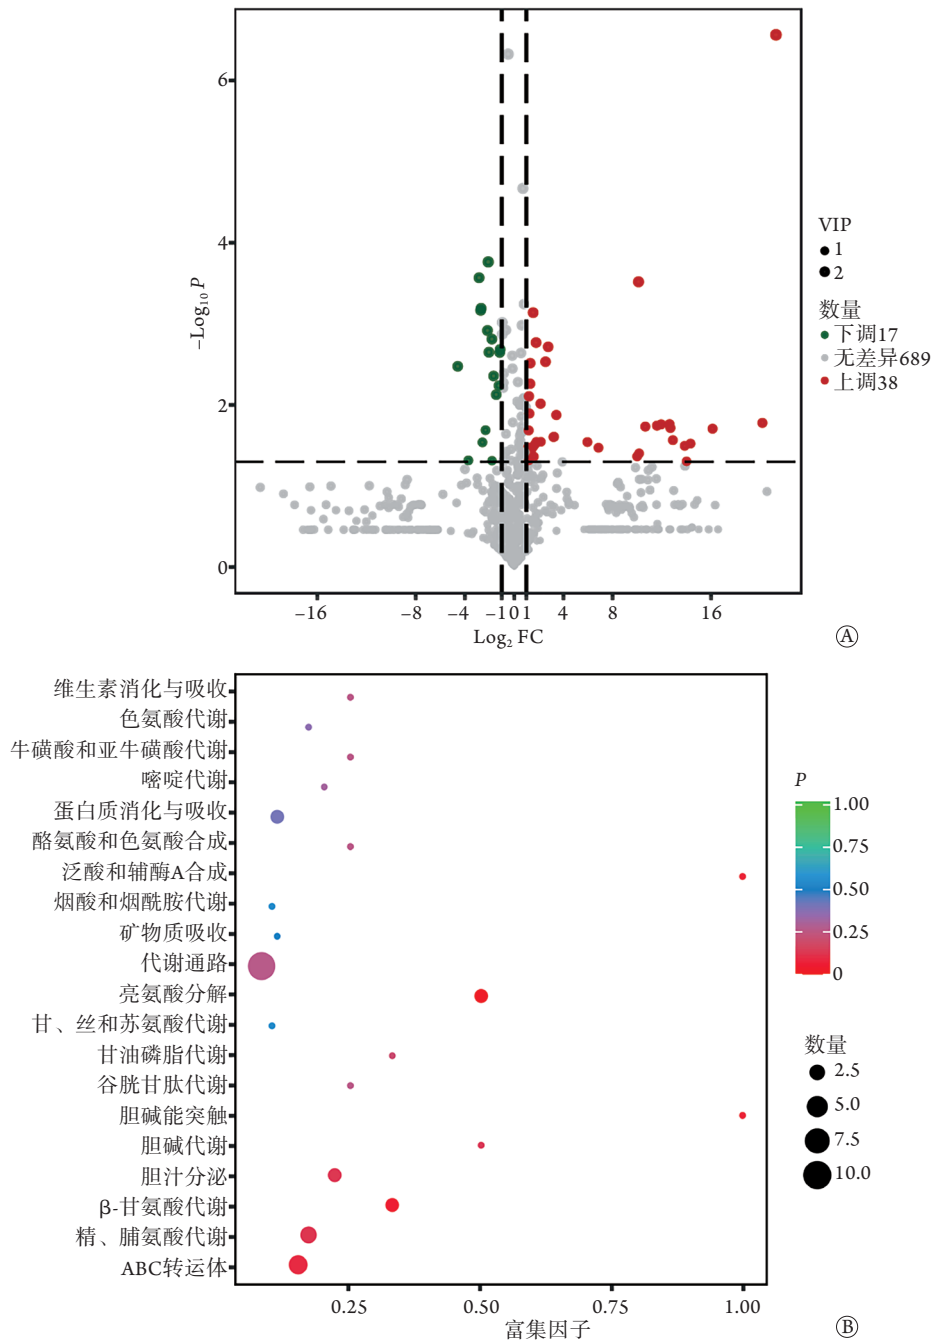 6
4
2
0
−Log₁₀ P
−16
−8
−4
−1
0
1
4
8
16
Log₂ FC
VIP
1
2
数量
下调17
无差异689
上调38
Ⓐ
维生素消化与吸收
色氨酸代谢
牛磺酸和亚牛磺酸代谢
嘧啶代谢
蛋白质消化与吸收
酪氨酸和色氨酸合成
泛酸和辅酶A合成
烟酸和烟酰胺代谢
矿物质吸收
代谢通路
亮氨酸分解
甘、丝和苏氨酸代谢
甘油磷脂代谢
谷胱甘肽代谢
胆碱能突触
胆碱代谢
胆汁分泌
β-甘氨酸代谢
精、脯氨酸代谢
ABC转运体
0.25
0.50
0.75
1.00
富集因子
P
1.00
0.75
0.50
0.25
0
数量
2.5
5.0
7.5
10.0
Ⓑ